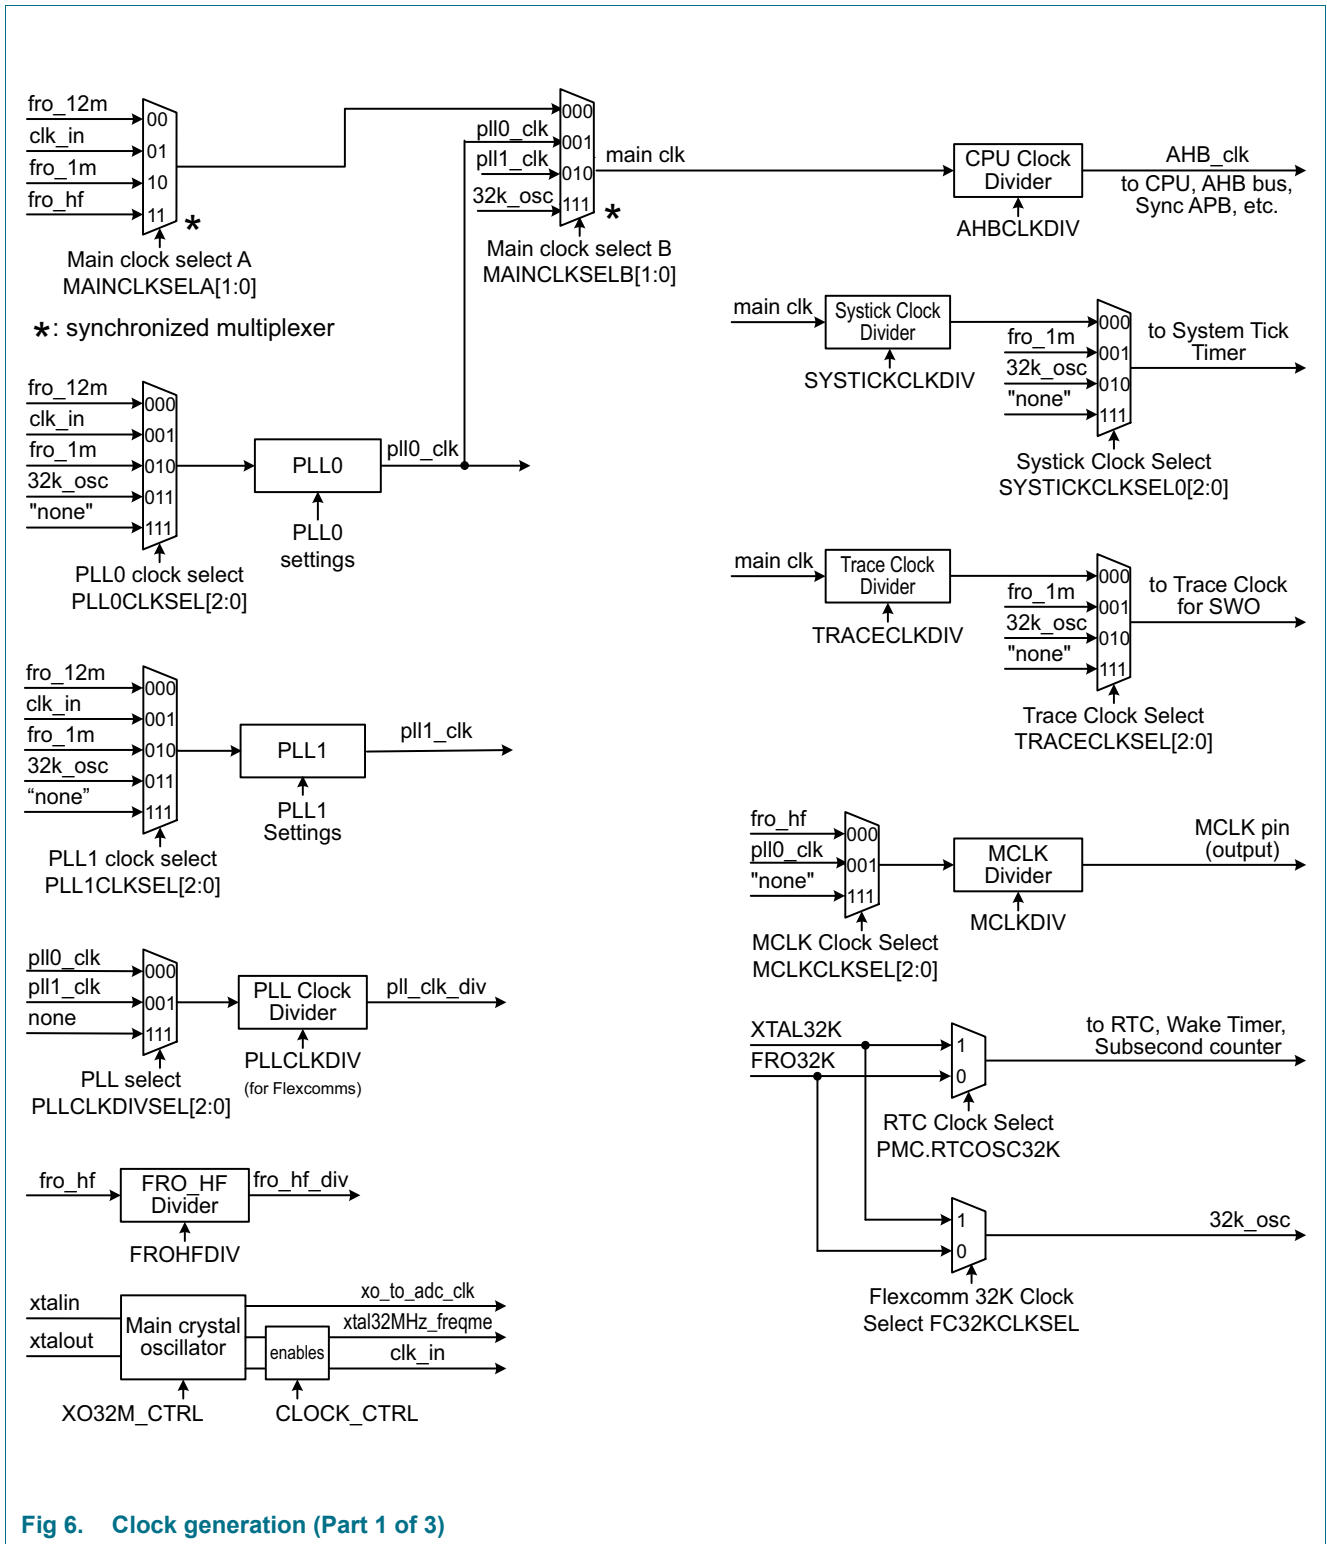 fro_12m
clk_in
fro_1m
fro_hf
00
01
10
11
*
Main clock select A
MAINCLKSELA[1:0]
*: synchronized multiplexer
pll0_clk
pll1_clk
32k_osc
000
001
010
111
*
main clk
Main clock select B
MAINCLKSELB[1:0]
CPU Clock
Divider
AHBCLKDIV
AHB_clk
to CPU, AHB bus,
Sync APB, etc.
main clk
Systick Clock
Divider
SYSTICKCLKDIV
fro_1m
32k_osc
"none"
000
001
010
111
to System Tick
Timer
Systick Clock Select
SYSTICKCLKSEL0[2:0]
fro_12m
clk_in
fro_1m
32k_osc
"none"
000
001
010
011
111
PLL0
pll0_clk
PLL0
settings
PLL0 clock select
PLL0CLKSEL[2:0]
main clk
Trace Clock
Divider
TRACECLKDIV
fro_1m
32k_osc
"none"
000
001
010
111
to Trace Clock
for SWO
Trace Clock Select
TRACECLKSEL[2:0]
fro_12m
clk_in
fro_1m
32k_osc
“none”
000
001
010
011
111
PLL1
pll1_clk
PLL1
Settings
PLL1 clock select
PLL1CLKSEL[2:0]
fro_hf
pll0_clk
"none"
000
001
111
MCLK
Divider
MCLKDIV
MCLK pin
(output)
MCLK Clock Select
MCLKCLKSEL[2:0]
pll0_clk
pll1_clk
none
000
001
111
PLL Clock
Divider
pll_clk_div
PLLCLKDIV
(for Flexcomms)
PLL select
PLLCLKDIVSEL[2:0]
XTAL32K
FRO32K
1
0
to RTC, Wake Timer,
Subsecond counter
RTC Clock Select
PMC.RTCOSC32K
fro_hf
FRO_HF
Divider
fro_hf_div
FROHFDIV
1
0
32k_osc
Flexcomm 32K Clock
Select FC32KCLKSEL
xtalin
xtalout
Main crystal
oscillator
enables
xo_to_adc_clk
xtal32MHz_freqme
clk_in
XO32M_CTRL
CLOCK_CTRL
Fig 6. Clock generation (Part 1 of 3)